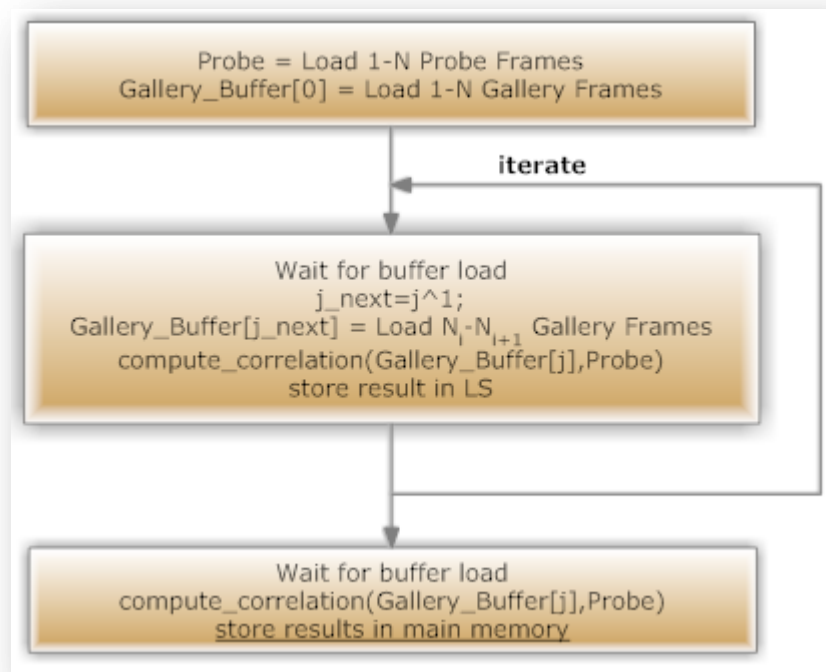 Probe = Load 1-N Probe Frames
Gallery_Buffer[0] = Load 1-N Gallery Frames
iterate
Wait for buffer load
j_next=j^1;
Gallery_Buffer[j_next] = Load N_i-N_i+1 Gallery Frames
compute_correlation(Gallery_Buffer[j],Probe)
store result in LS
Wait for buffer load
compute_correlation(Gallery_Buffer[j],Probe)
store results in main memory